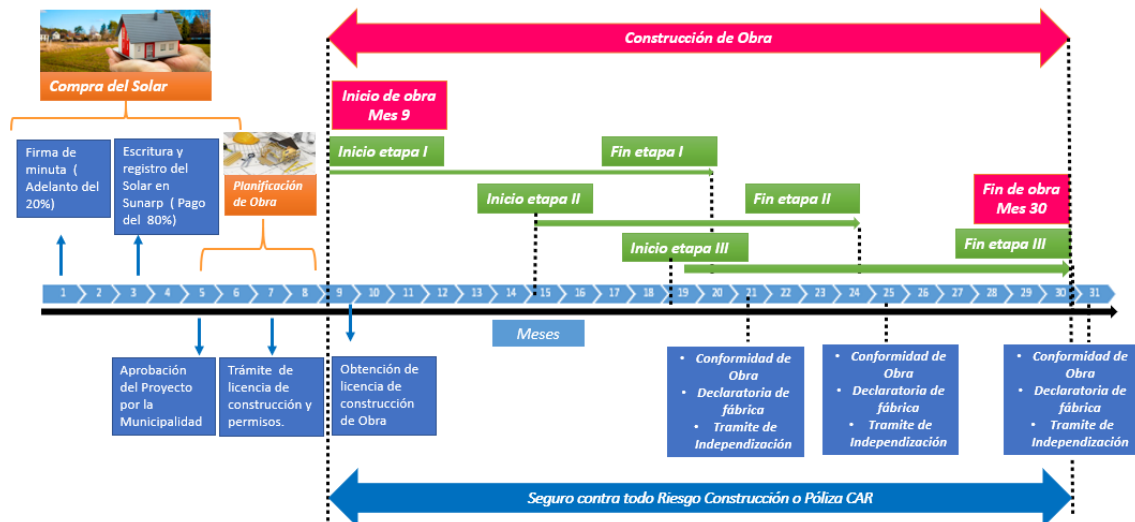 Construcción de Obra
Compra del Solar
Inicio de obra
Mes 9
Firma de
minuta (
Adelanto del
20%)
Escritura y
registro del
Solar en
Sunarp ( Pago
del 80%)
Planificación
de Obra
Inicio etapa I
Fin etapa I
Inicio etapa II
Fin etapa II
Fin de obra
Mes 30
Inicio etapa III
Fin etapa III
1 2 3 4 5 6 7 8 9 10 11 12 13 14 15 16 17 18 19 20 21 22 23 24 25 26 27 28 29 30 31
Meses
Aprobación
del Proyecto
por la
Municipalidad
Trámite de
licencia de
construcción y
permisos.
Obtención de
licencia de
construcción
de Obra
• Conformidad de
Obra
• Declaratoria de
fábrica
• Tramite de
Independización
• Conformidad de
Obra
• Declaratoria de
fábrica
• Tramite de
Independización
• Conformidad de
Obra
• Declaratoria de
fábrica
• Tramite de
Independización
Seguro contra todo Riesgo Construcción o Póliza CAR